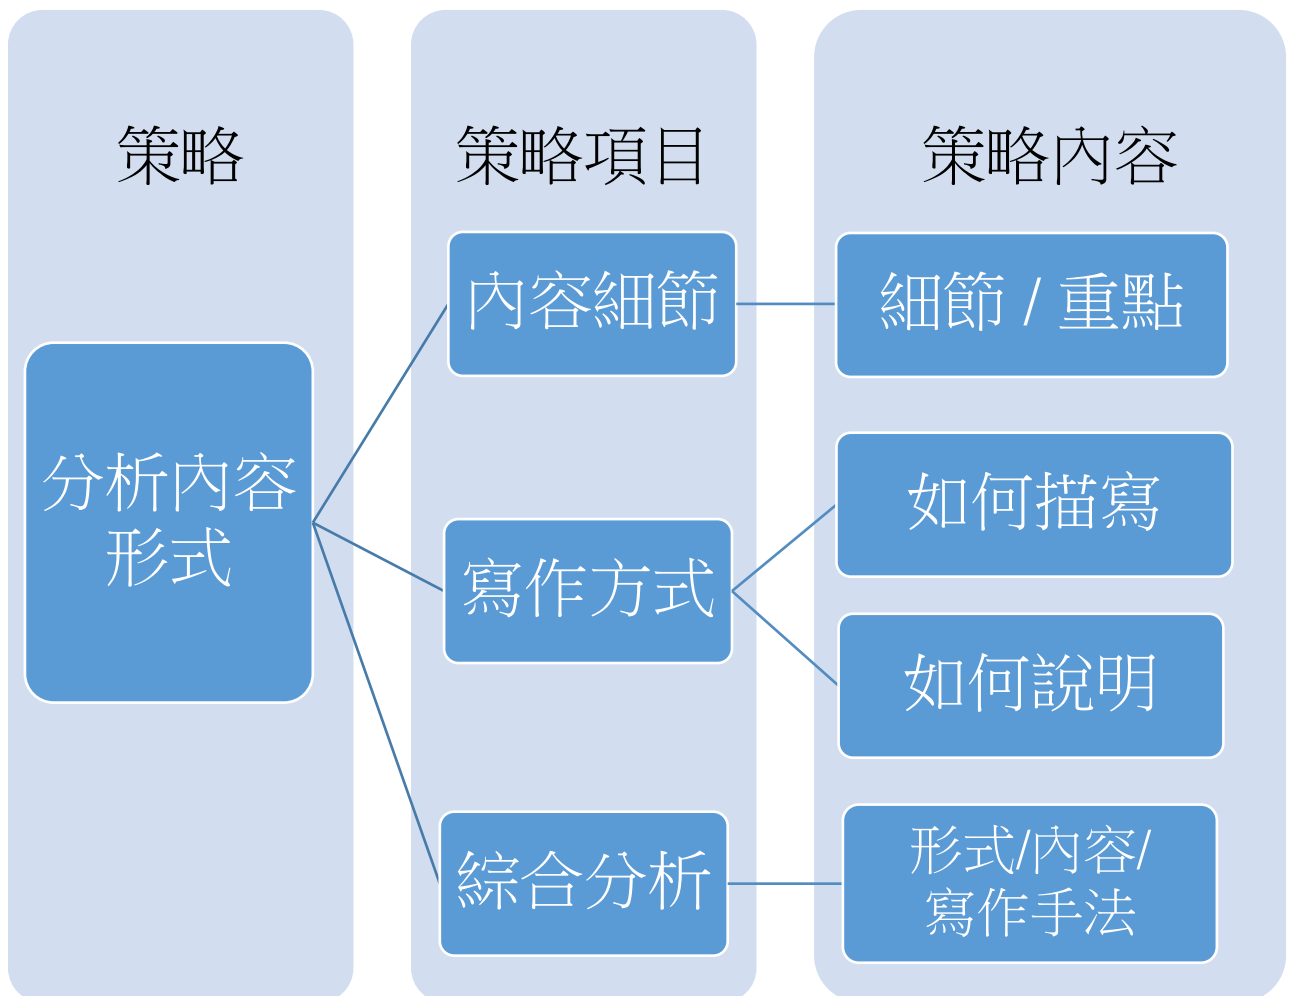 策略
策略項目
策略內容
分析內容
形式
內容細節
寫作方式
綜合分析
細節 / 重點
如何描寫
如何説明
形式/內容/
寫作手法